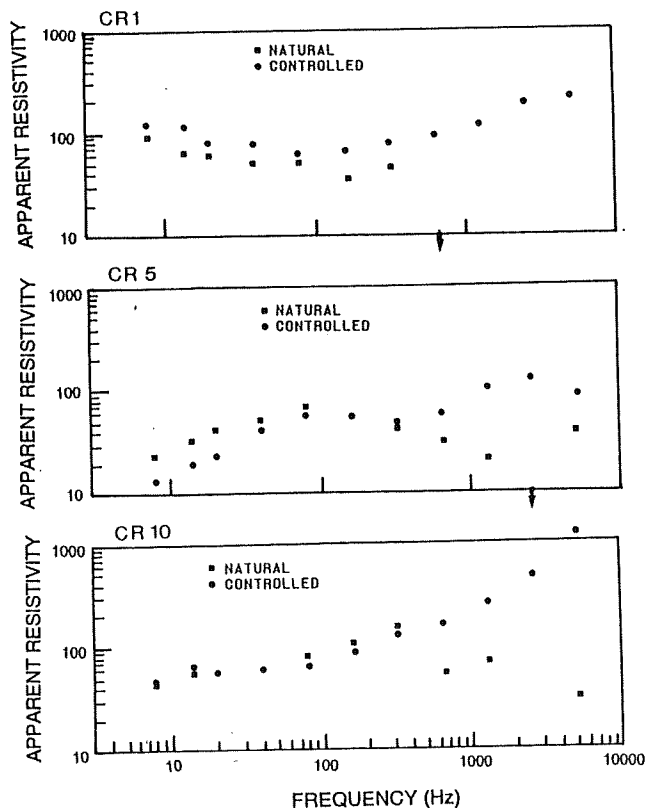 CR1
1000
NATURAL
CONTROLLED
100
10
APPARENT RESISTIVITY
CR 5
1000
NATURAL
CONTROLLED
100
10
APPARENT RESISTIVITY
CR 10
1000
NATURAL
CONTROLLED
100
10
APPARENT RESISTIVITY
3 10 100 1000 10000
FREQUENCY (Hz)